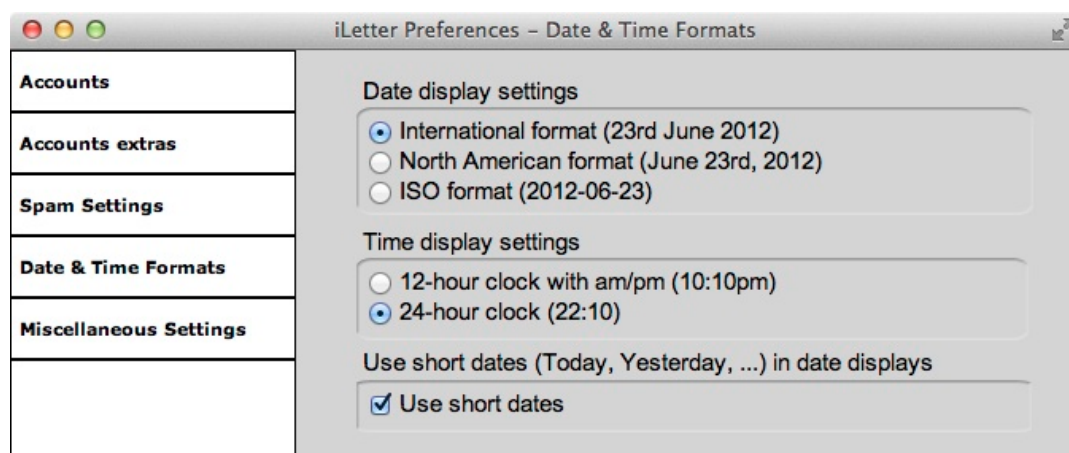 iLetter Preferences – Date & Time Formats
Accounts
Accounts extras
Spam Settings
Date & Time Formats
Miscellaneous Settings
Date display settings
International format (23rd June 2012)
North American format (June 23rd, 2012)
ISO format (2012-06-23)
Time display settings
12-hour clock with am/pm (10:10pm)
24-hour clock (22:10)
Use short dates (Today, Yesterday, ...) in date displays
Use short dates